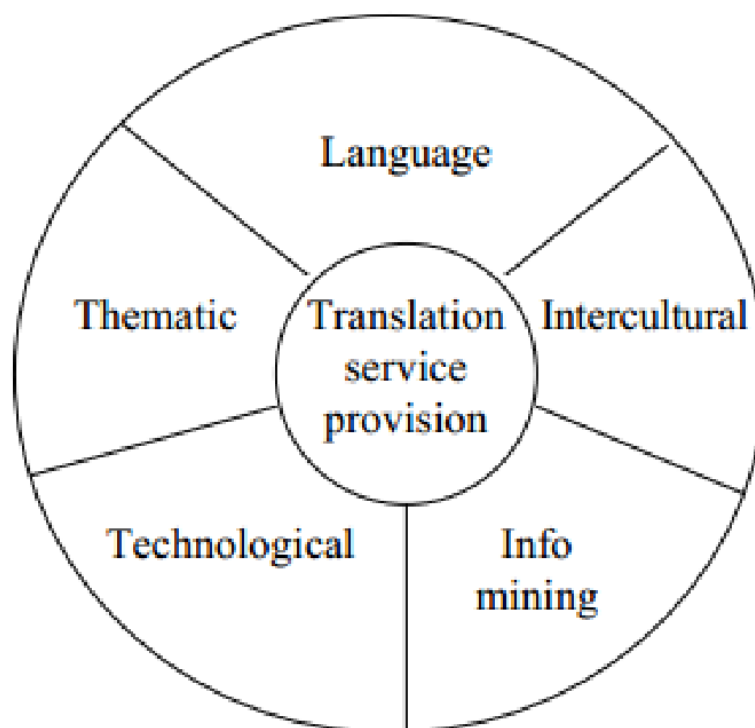 Language
Thematic
Translation
service
provision
Intercultural
Technological
Info
mining